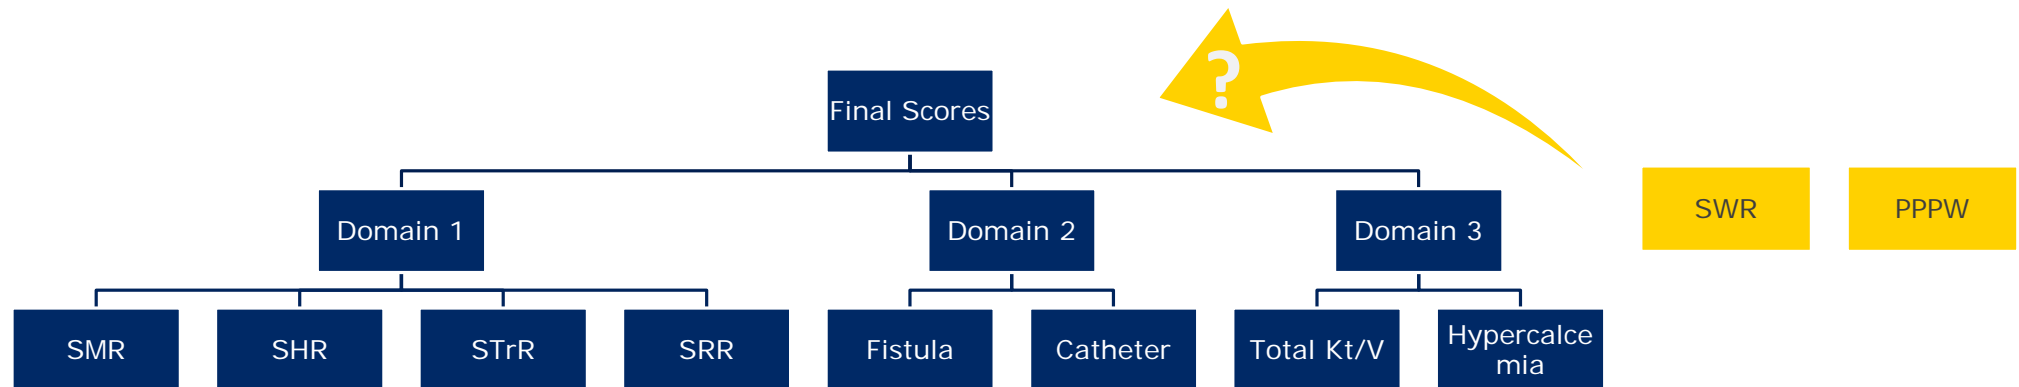 ?
Final Scores
Domain 1
Domain 2
Domain 3
SWR
PPPW
SMR
SHR
STrR
SRR
Fistula
Catheter
Total Kt/V
Hypercalce
mia